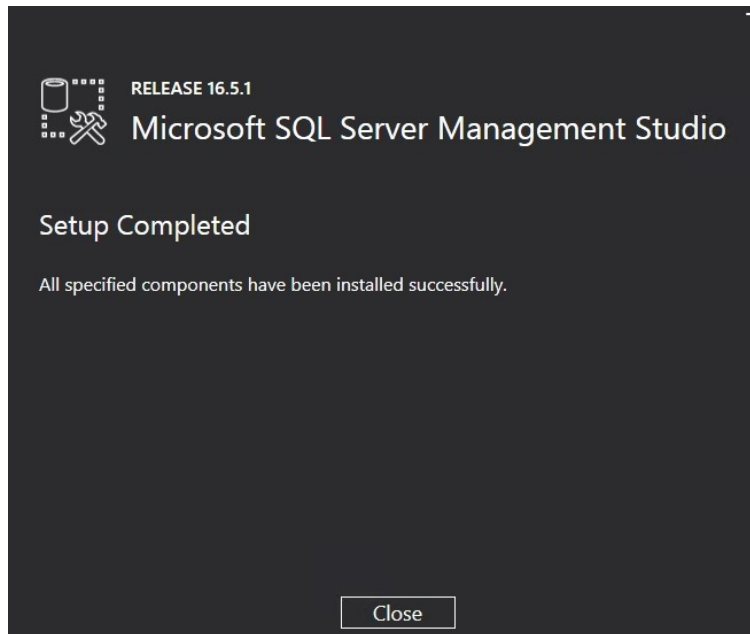 RELEASE 16.5.1
Microsoft SQL Server Management Studio
Setup Completed
All specified components have been installed successfully.
Close